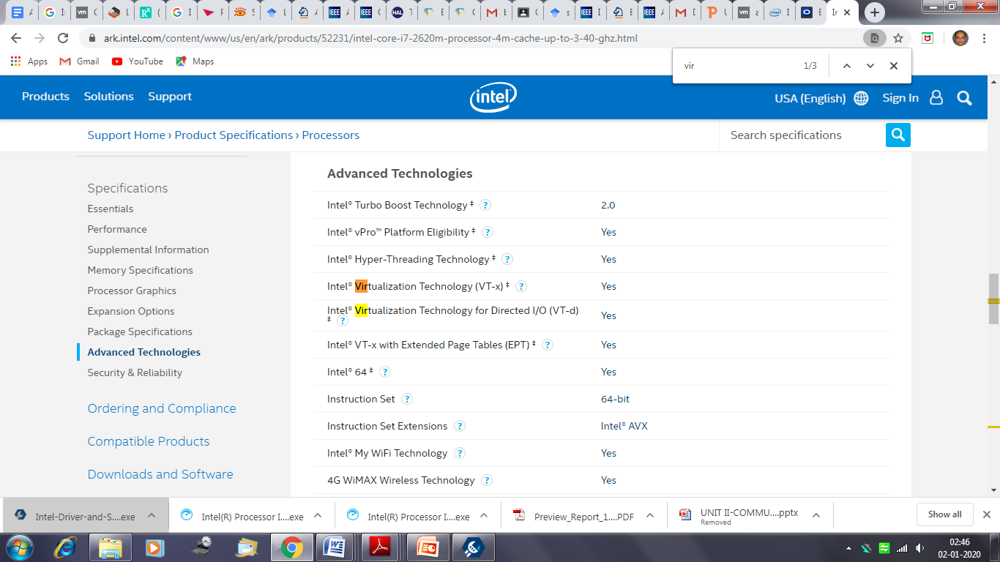 ark.intel.com/content/www/us/en/ark/products/52231/intel-core-i7-2620m-processor-4m-cache-up-to-3-40-ghz.html
Apps Gmail YouTube Maps
vir 1/3
Products Solutions Support
intel
USA (English) Sign In
Support Home › Product Specifications › Processors
Search specifications
Specifications
Essentials
Performance
Supplemental Information
Memory Specifications
Processor Graphics
Expansion Options
Package Specifications
Advanced Technologies
Security & Reliability
Ordering and Compliance
Compatible Products
Downloads and Software
Advanced Technologies
Intel® Turbo Boost Technology ‡ ? 2.0
Intel® vPro™ Platform Eligibility ‡ ? Yes
Intel® Hyper-Threading Technology ‡ ? Yes
Intel® Virtualization Technology (VT-x) ‡ ? Yes
Intel® Virtualization Technology for Directed I/O (VT-d)
‡ ? Yes
Intel® VT-x with Extended Page Tables (EPT) ‡ ? Yes
Intel® 64 ‡ ? Yes
Instruction Set ? 64-bit
Instruction Set Extensions ? Intel® AVX
Intel® My WiFi Technology ? Yes
4G WiMAX Wireless Technology ? Yes
Intel-Driver-and-S....exe
Intel(R) Processor I....exe
Intel(R) Processor I....exe
Preview_Report_1....PDF
UNIT II-COMMU....pptx
Removed
Show all
02:46
02-01-2020